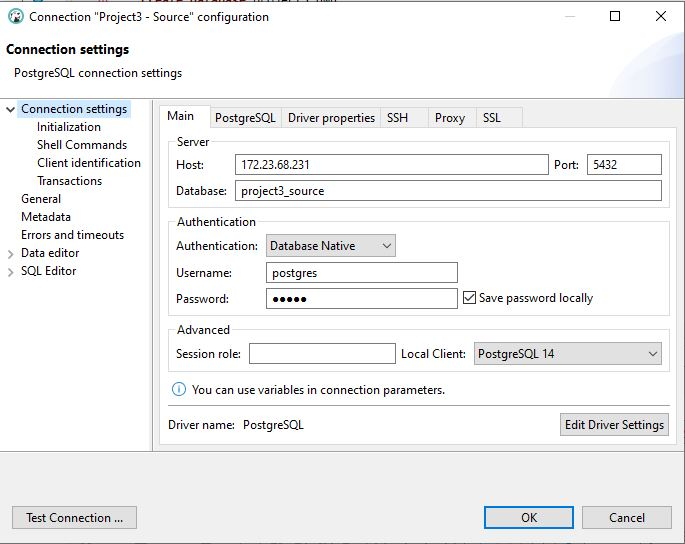 Connection "Project3 - Source" configuration
Connection settings
PostgreSQL connection settings
Connection settings
Initialization
Shell Commands
Client identification
Transactions
General
Metadata
Errors and timeouts
Data editor
SQL Editor
Main PostgreSQL Driver properties SSH Proxy SSL
Server
Host: 172.23.68.231 Port: 5432
Database: project3_source
Authentication
Authentication: Database Native
Username: postgres
Password: ●●●●● Save password locally
Advanced
Session role: Local Client: PostgreSQL 14
You can use variables in connection parameters.
Driver name: PostgreSQL Edit Driver Settings
Test Connection ... OK Cancel